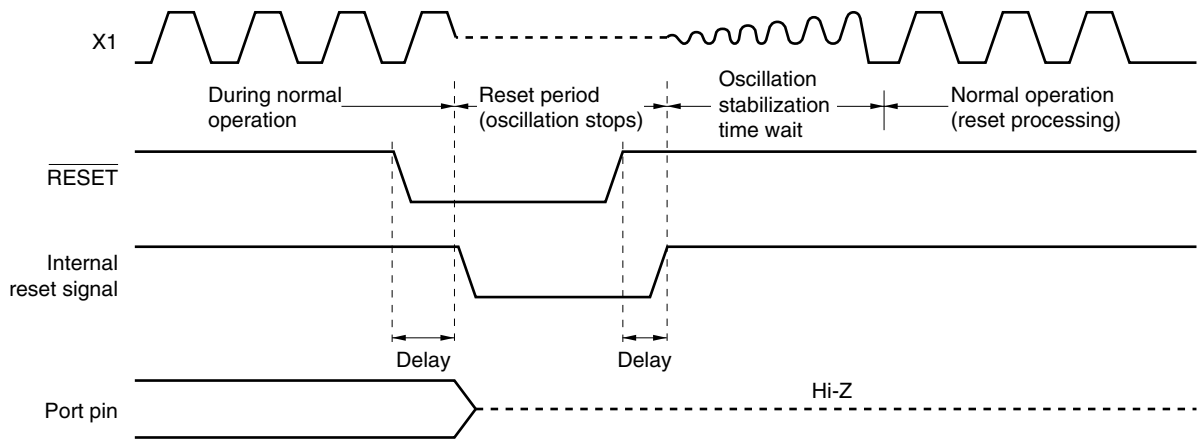 X1
During normal
operation
Reset period
(oscillation stops)
Oscillation
stabilization
time wait
Normal operation
(reset processing)
RESET
Internal
reset signal
Delay
Delay
Port pin
Hi-Z